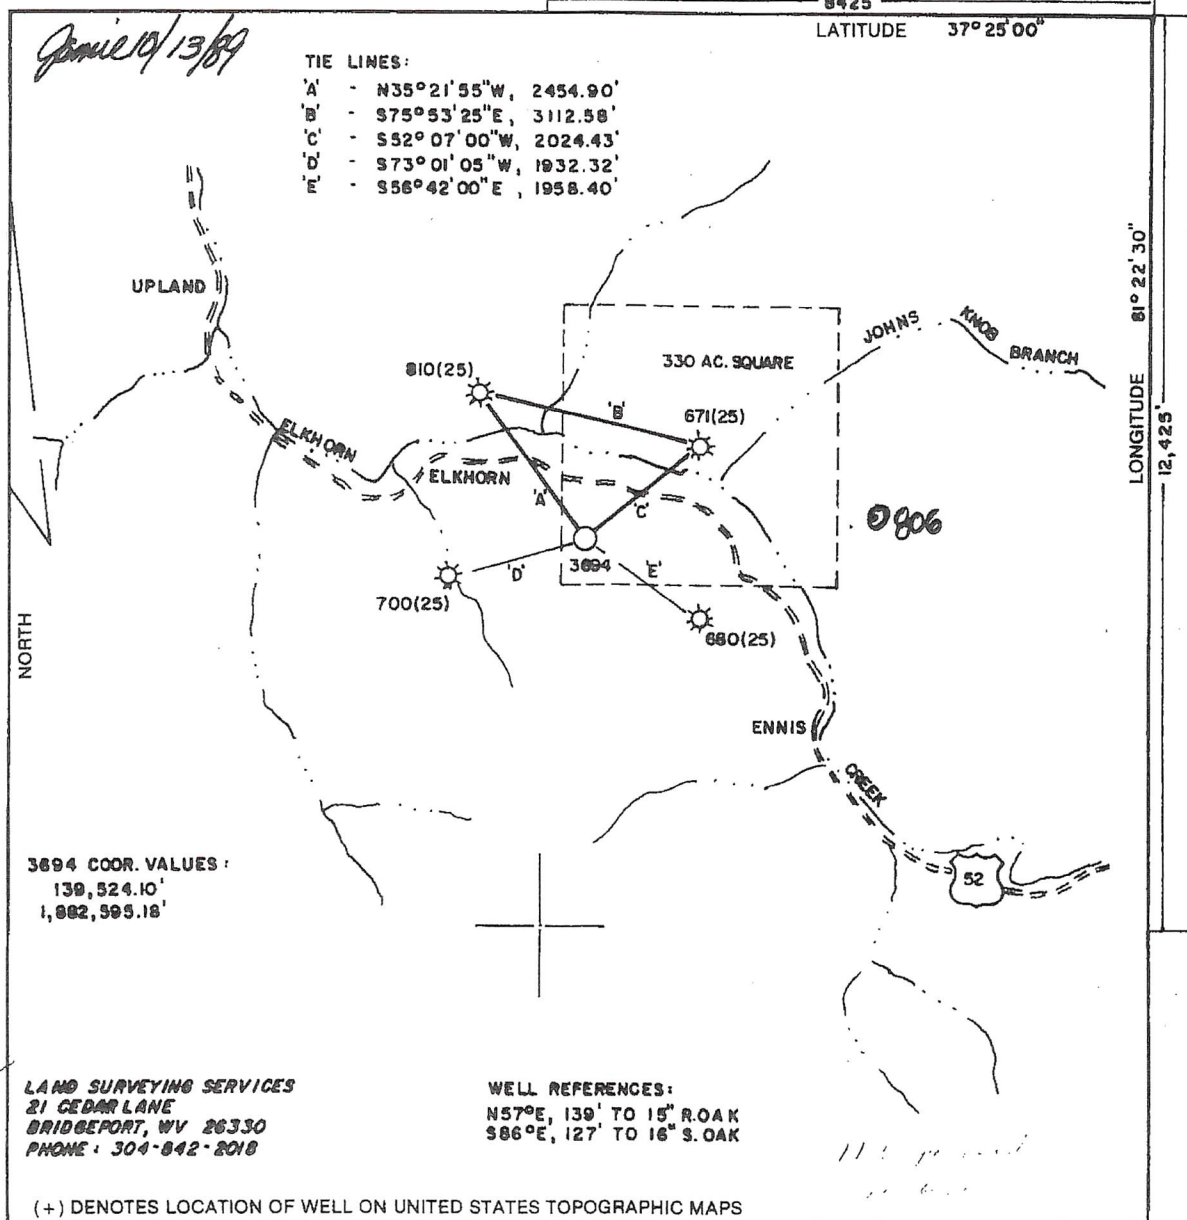 8425
LATITUDE 37°25'00"
Jamie 10/13/89
TIE LINES:
'A' - N35°21'55"W, 2454.90'
'B' - S75°53'25"E, 3112.58'
'C' - S52°07'00"W, 2024.43'
'D' - S73°01'05"W, 1932.32'
'E' - S56°42'00"E, 1958.40'
LONGITUDE 81°22'30"
12,425'
UPLAND
330 AC. SQUARE
JOHNS KNOB BRANCH
810(25)
'B'
671(25)
ELKHORN
ELKHORN
'A'
'C'
806
3694
'D'
'E'
700(25)
680(25)
NORTH
ENNIS
CREEK
52
3694 COOR. VALUES:
139,524.10'
1,882,595.18'
LAND SURVEYING SERVICES
21 CEDAR LANE
BRIDGEPORT, WV 26330
PHONE: 304-842-2018
WELL REFERENCES:
N57°E, 139' TO 15" R.OAK
S86°E, 127' TO 16" S.OAK
(+) DENOTES LOCATION OF WELL ON UNITED STATES TOPOGRAPHIC MAPS